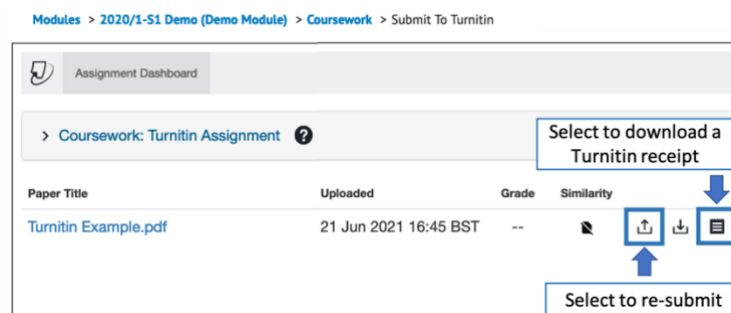 Modules > 2020/1-S1 Demo (Demo Module) > Coursework > Submit To Turnitin
Assignment Dashboard
> Coursework: Turnitin Assignment ?
Select to download a
Turnitin receipt
Paper Title Uploaded Grade Similarity
Turnitin Example.pdf 21 Jun 2021 16:45 BST --
Select to re-submit